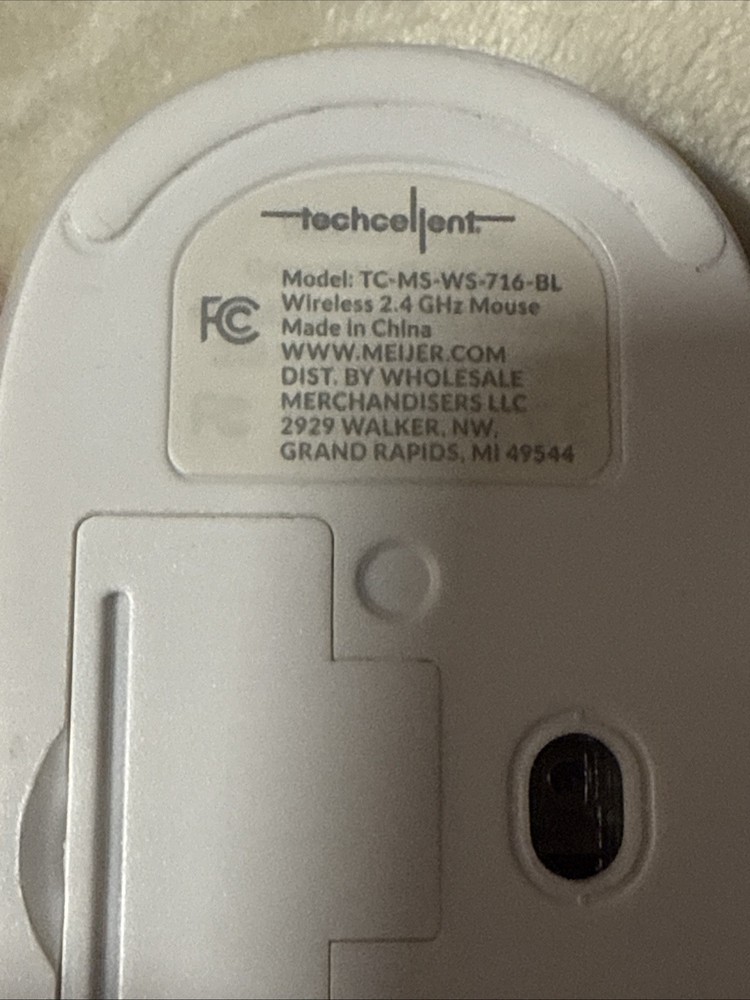 techcellent.
Model: TC-MS-WS-716-BL
FC Wireless 2.4 GHz Mouse
Made in China
WWW.MEIJER.COM
DIST. BY WHOLESALE
MERCHANDISERS LLC
2929 WALKER, NW,
GRAND RAPIDS, MI 49544